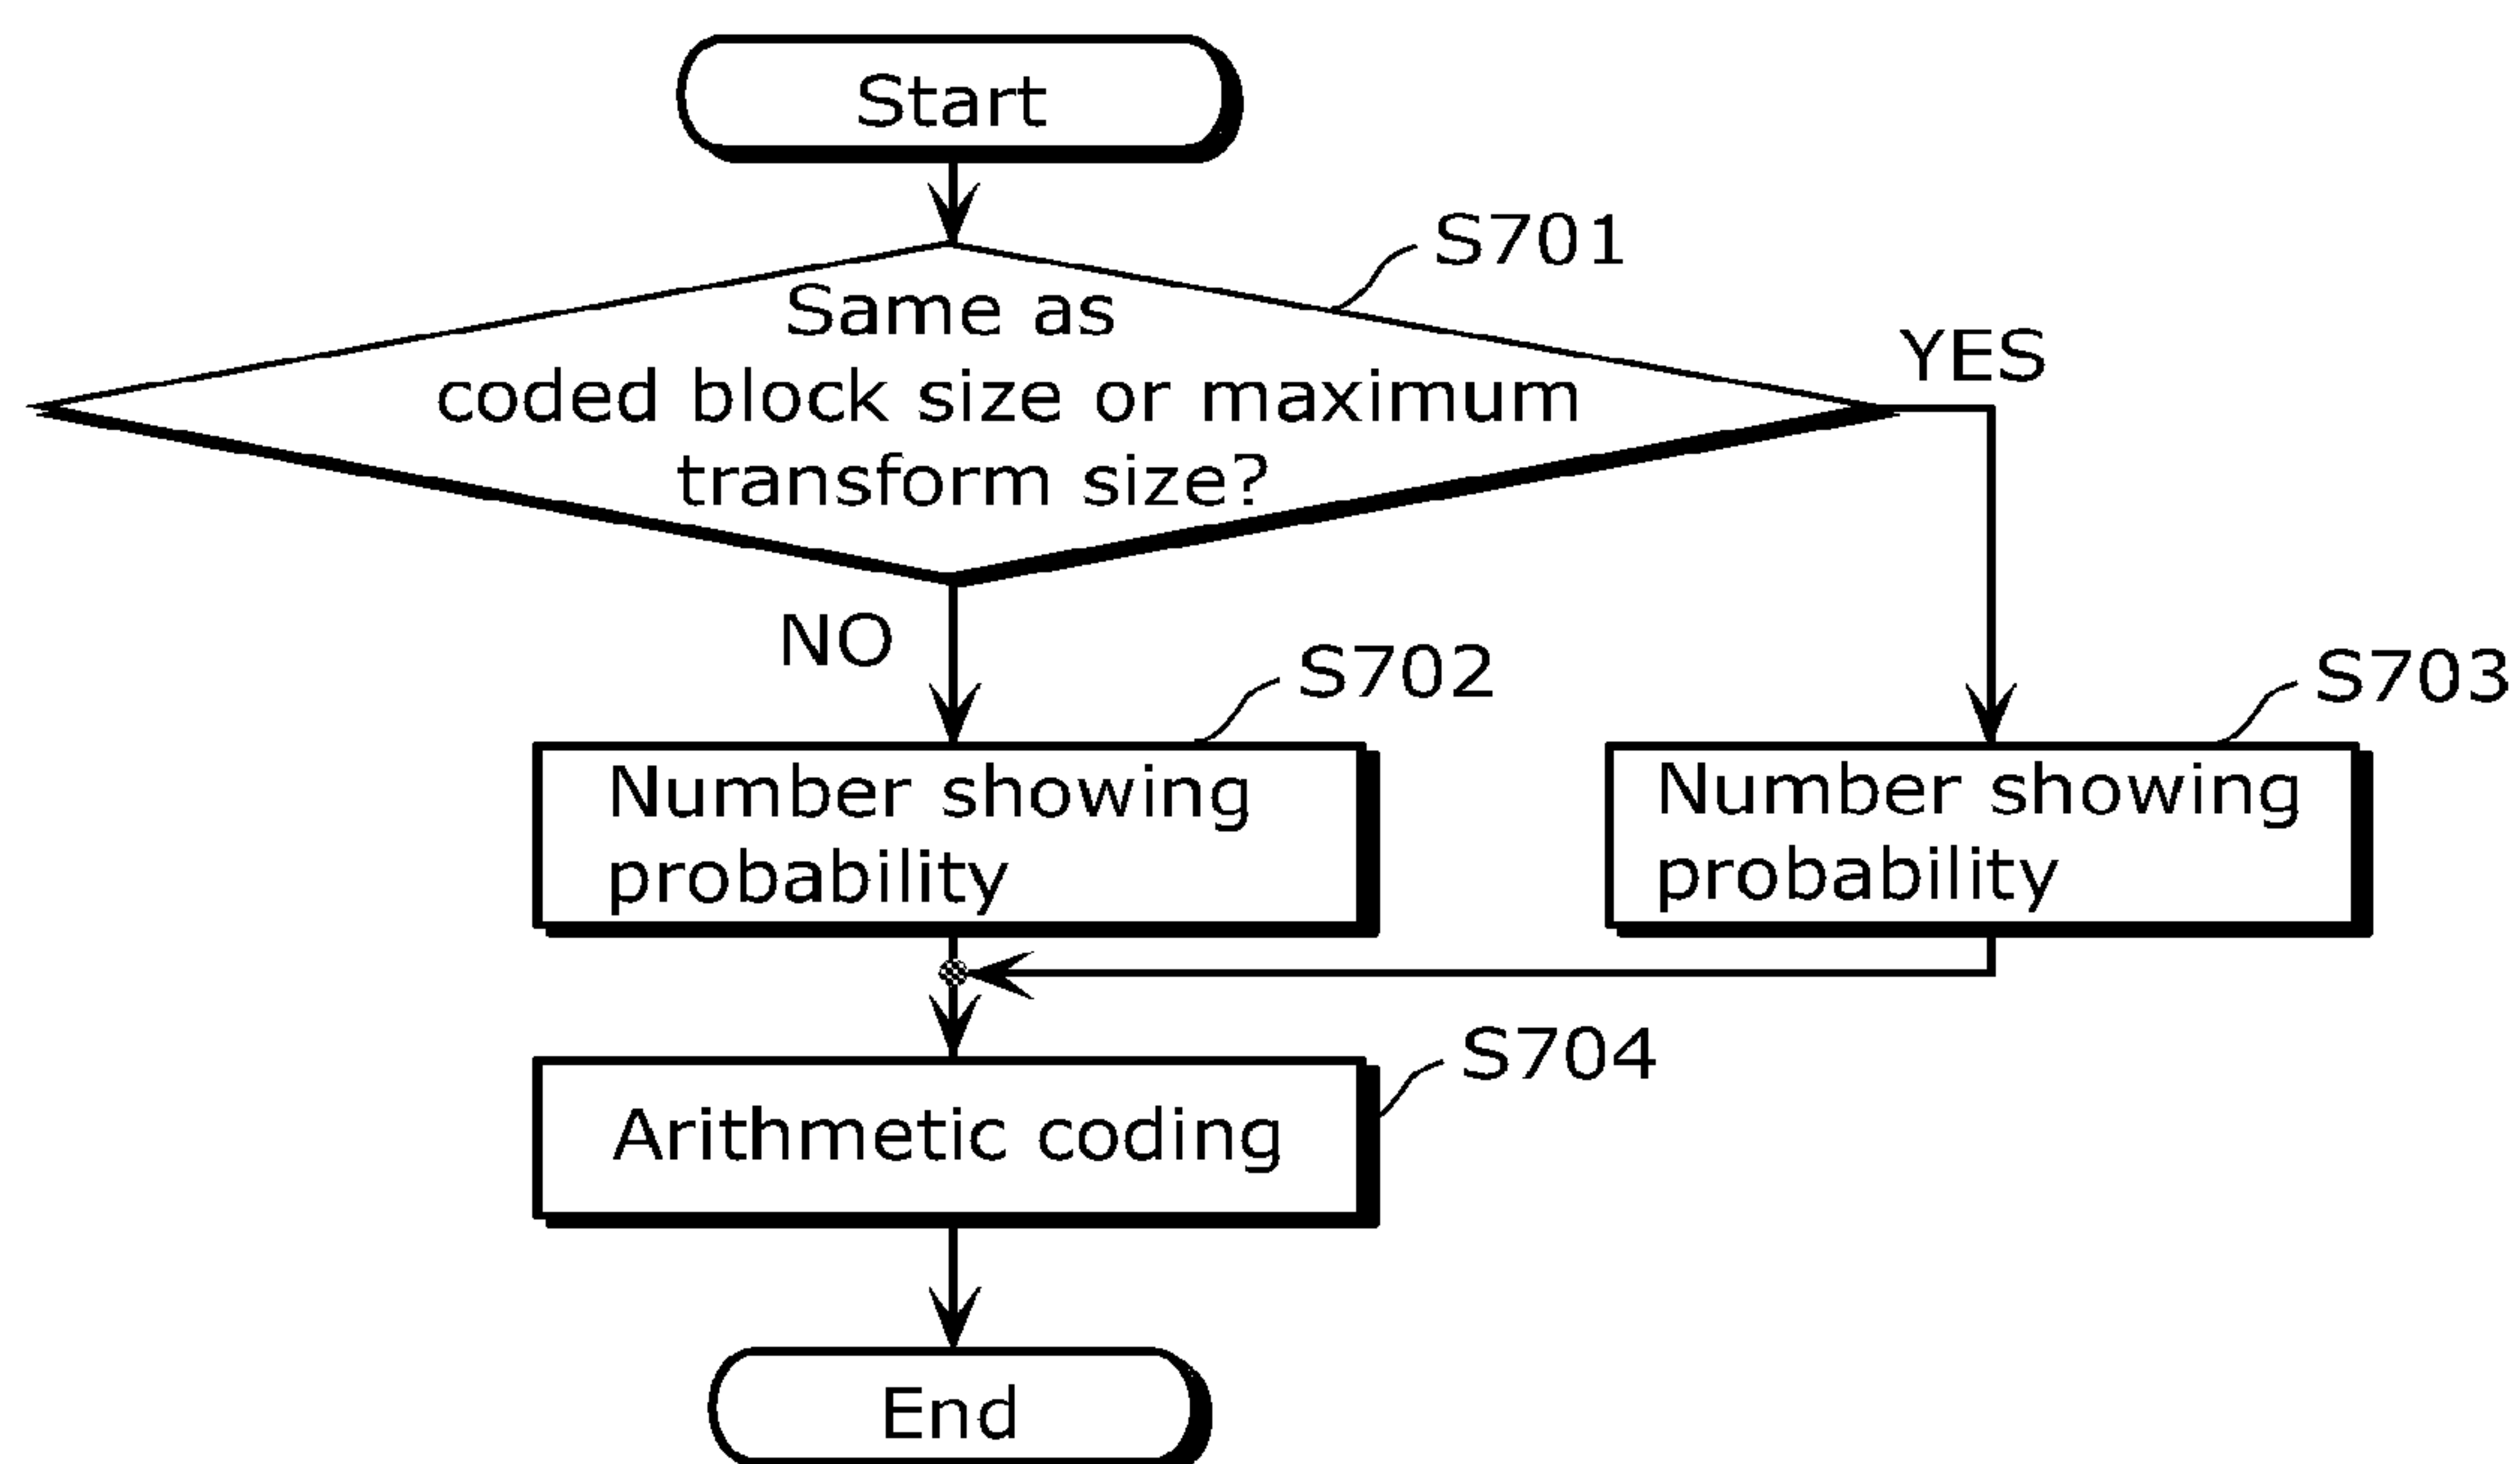 Start
S701
Same as
coded block size or maximum
transform size?
YES
NO
S702
S703
Number showing
probability
Number showing
probability
S704
Arithmetic coding
End